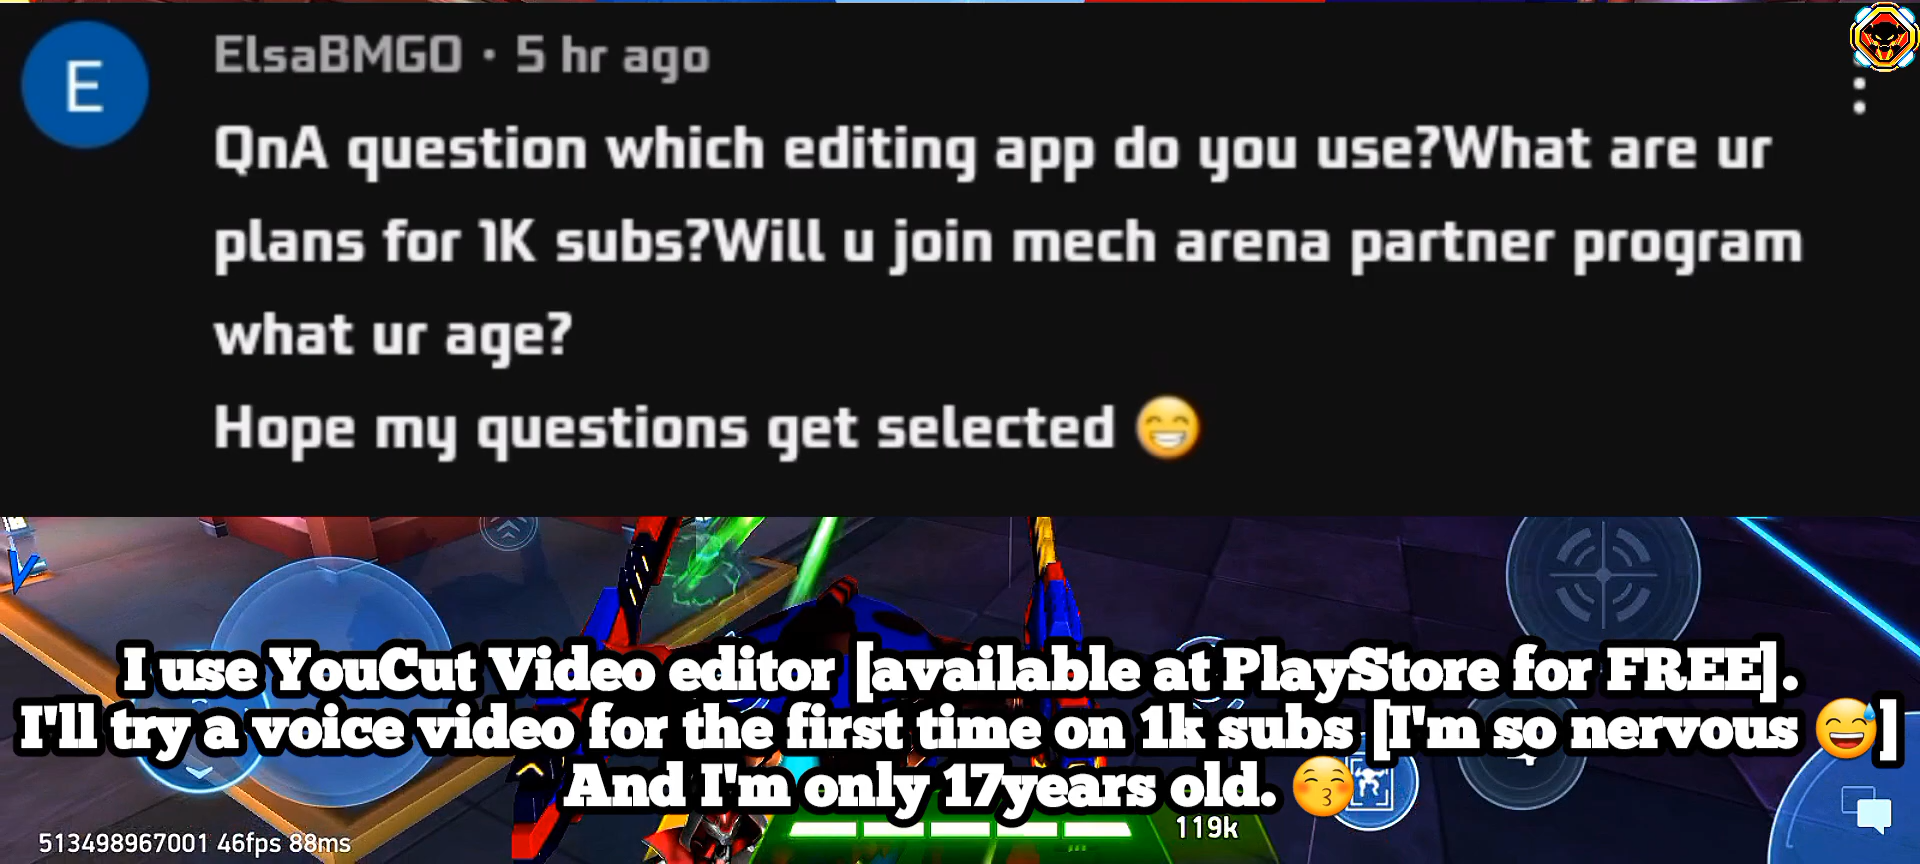 E
ElsaBMGO • 5 hr ago
QnA question which editing app do you use?What are ur
plans for 1K subs?Will u join mech arena partner program
what ur age?
Hope my questions get selected 😁
I use YouCut Video editor [available at PlayStore for FREE].
I'll try a voice video for the first time on 1k subs [I'm so nervous 😅]
And I'm only 17years old. 😚
119k
513498967001 46fps 88ms